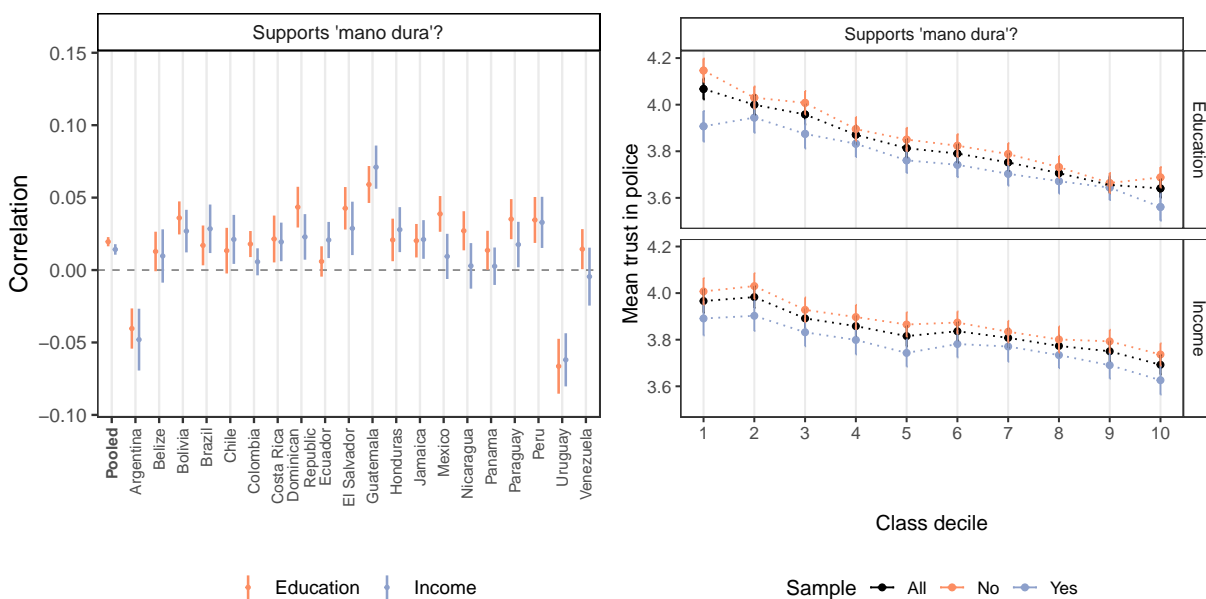 Supports 'mano dura'?
0.15
0.10
0.05
0.00
−0.05
−0.10
Correlation
Pooled
Argentina
Belize
Bolivia
Brazil
Chile
Colombia
Costa Rica
Dominican
Republic
Ecuador
El Salvador
Guatemala
Honduras
Jamaica
Mexico
Nicaragua
Panama
Paraguay
Peru
Uruguay
Venezuela
Education
Income
Supports 'mano dura'?
4.2
4.0
3.8
3.6
Education
4.2
4.0
3.8
3.6
Income
Mean trust in police
1 2 3 4 5 6 7 8 9 10
Class decile
Sample All No Yes